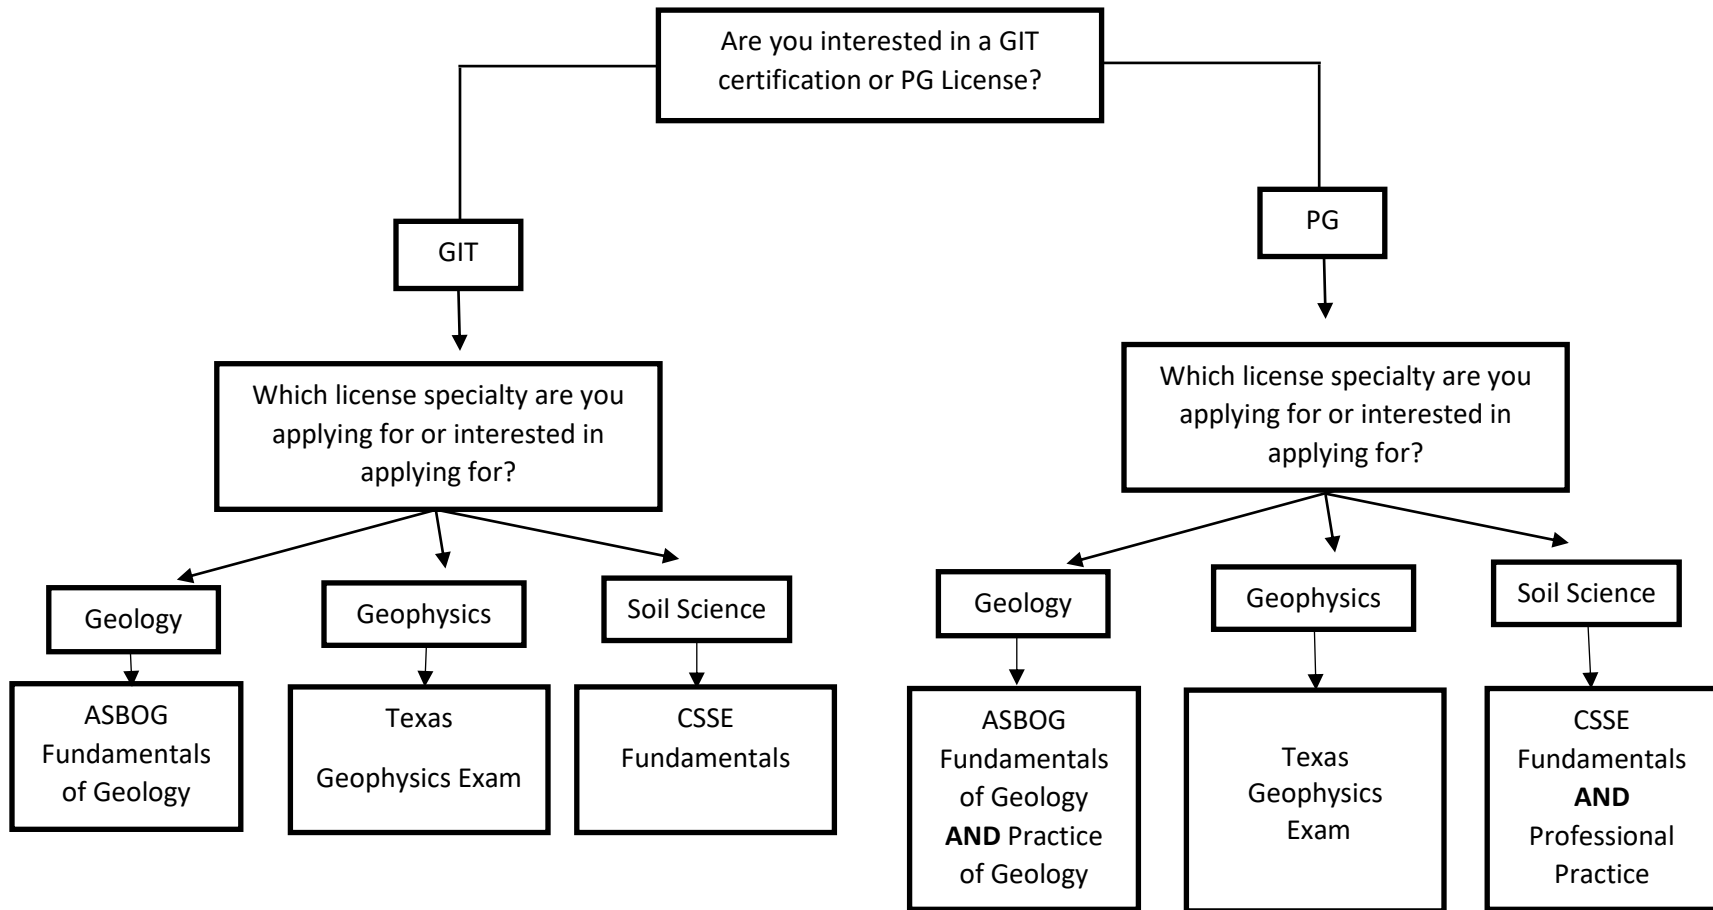 Are you interested in a GIT
certification or PG License?
GIT
PG
Which license specialty are you
applying for or interested in
applying for?
Which license specialty are you
applying for or interested in
applying for?
Geology
Geophysics
Soil Science
Geology
Geophysics
Soil Science
ASBOG
Fundamentals
of Geology
Texas
Geophysics Exam
CSSE
Fundamentals
ASBOG
Fundamentals
of Geology
AND Practice
of Geology
Texas
Geophysics
Exam
CSSE
Fundamentals
AND
Professional
Practice